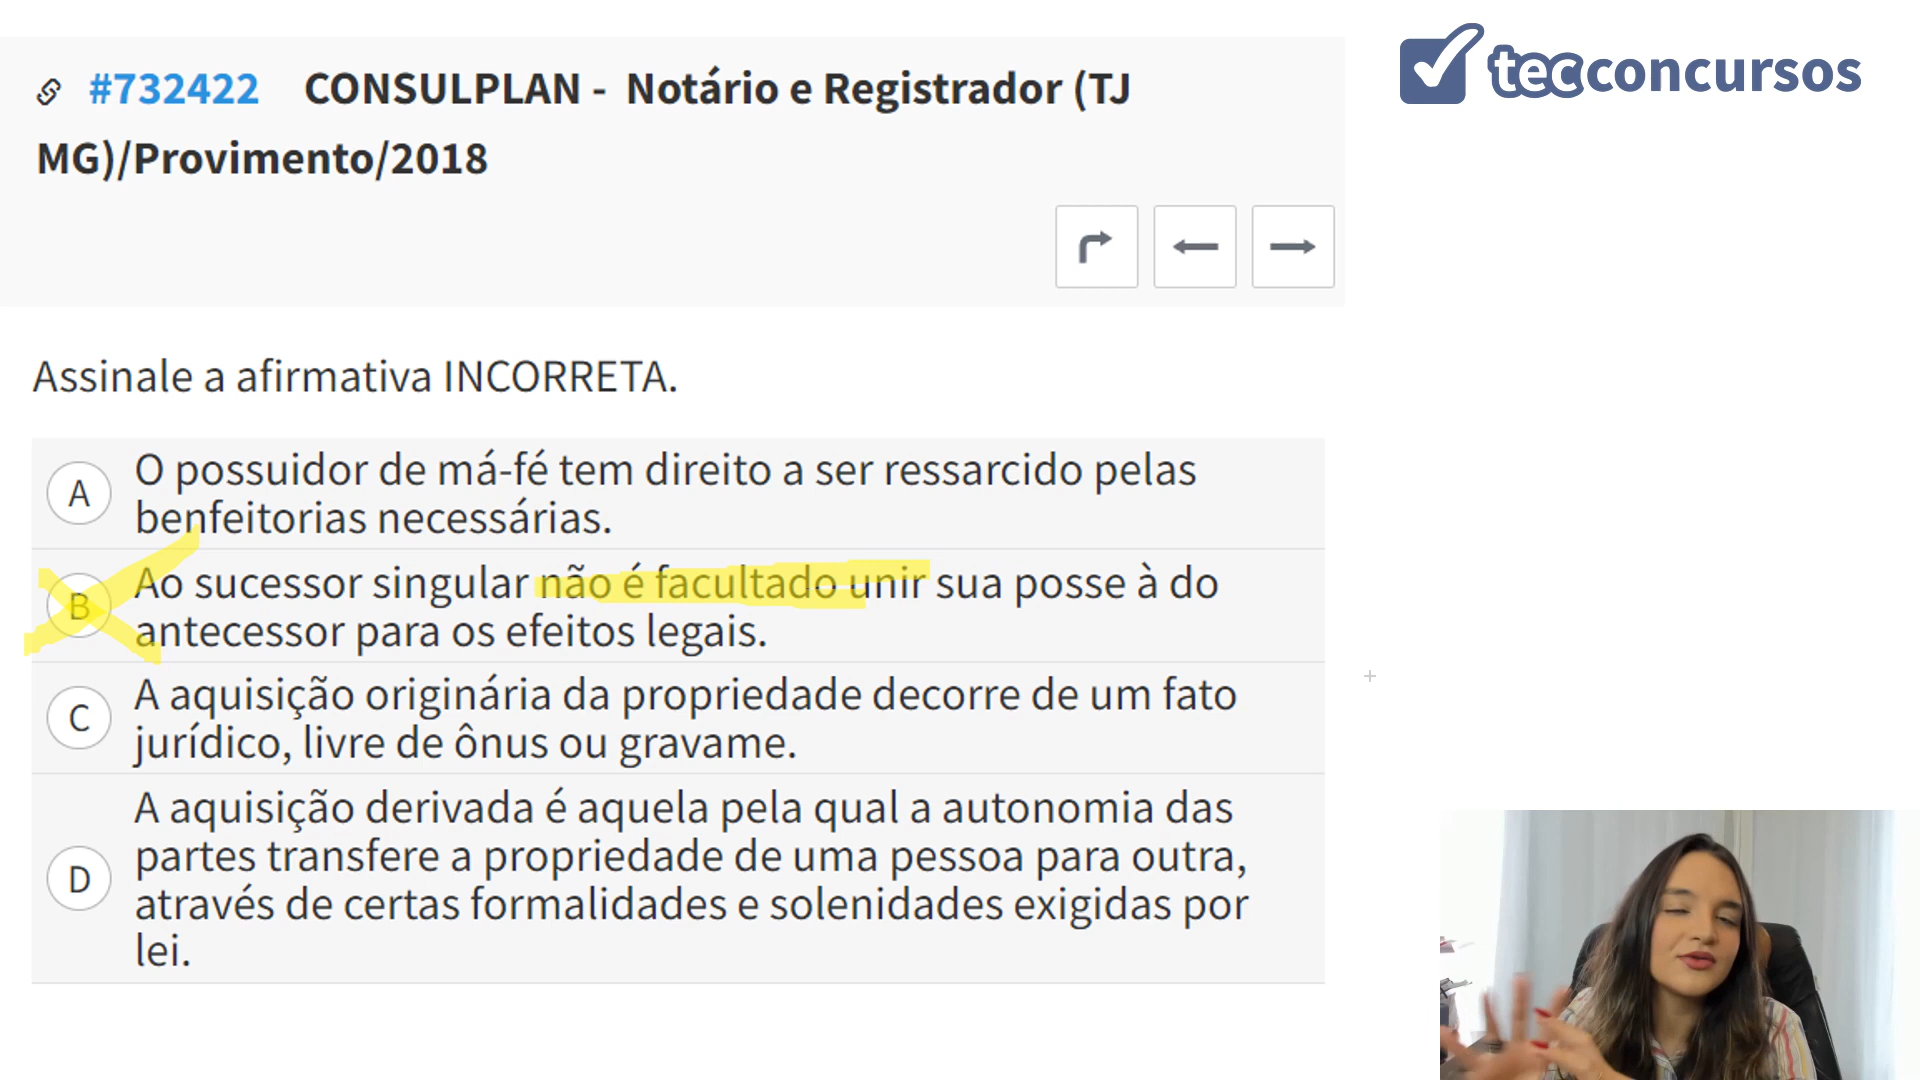 tecconcursos
#732422 CONSULPLAN - Notário e Registrador (TJ
MG)/Provimento/2018
Assinale a afirmativa INCORRETA.
A O possuidor de má-fé tem direito a ser ressarcido pelas
benfeitorias necessárias.
B Ao sucessor singular não é facultado unir sua posse à do
antecessor para os efeitos legais.
C A aquisição originária da propriedade decorre de um fato
jurídico, livre de ônus ou gravame.
D A aquisição derivada é aquela pela qual a autonomia das
partes transfere a propriedade de uma pessoa para outra,
através de certas formalidades e solenidades exigidas por
lei.